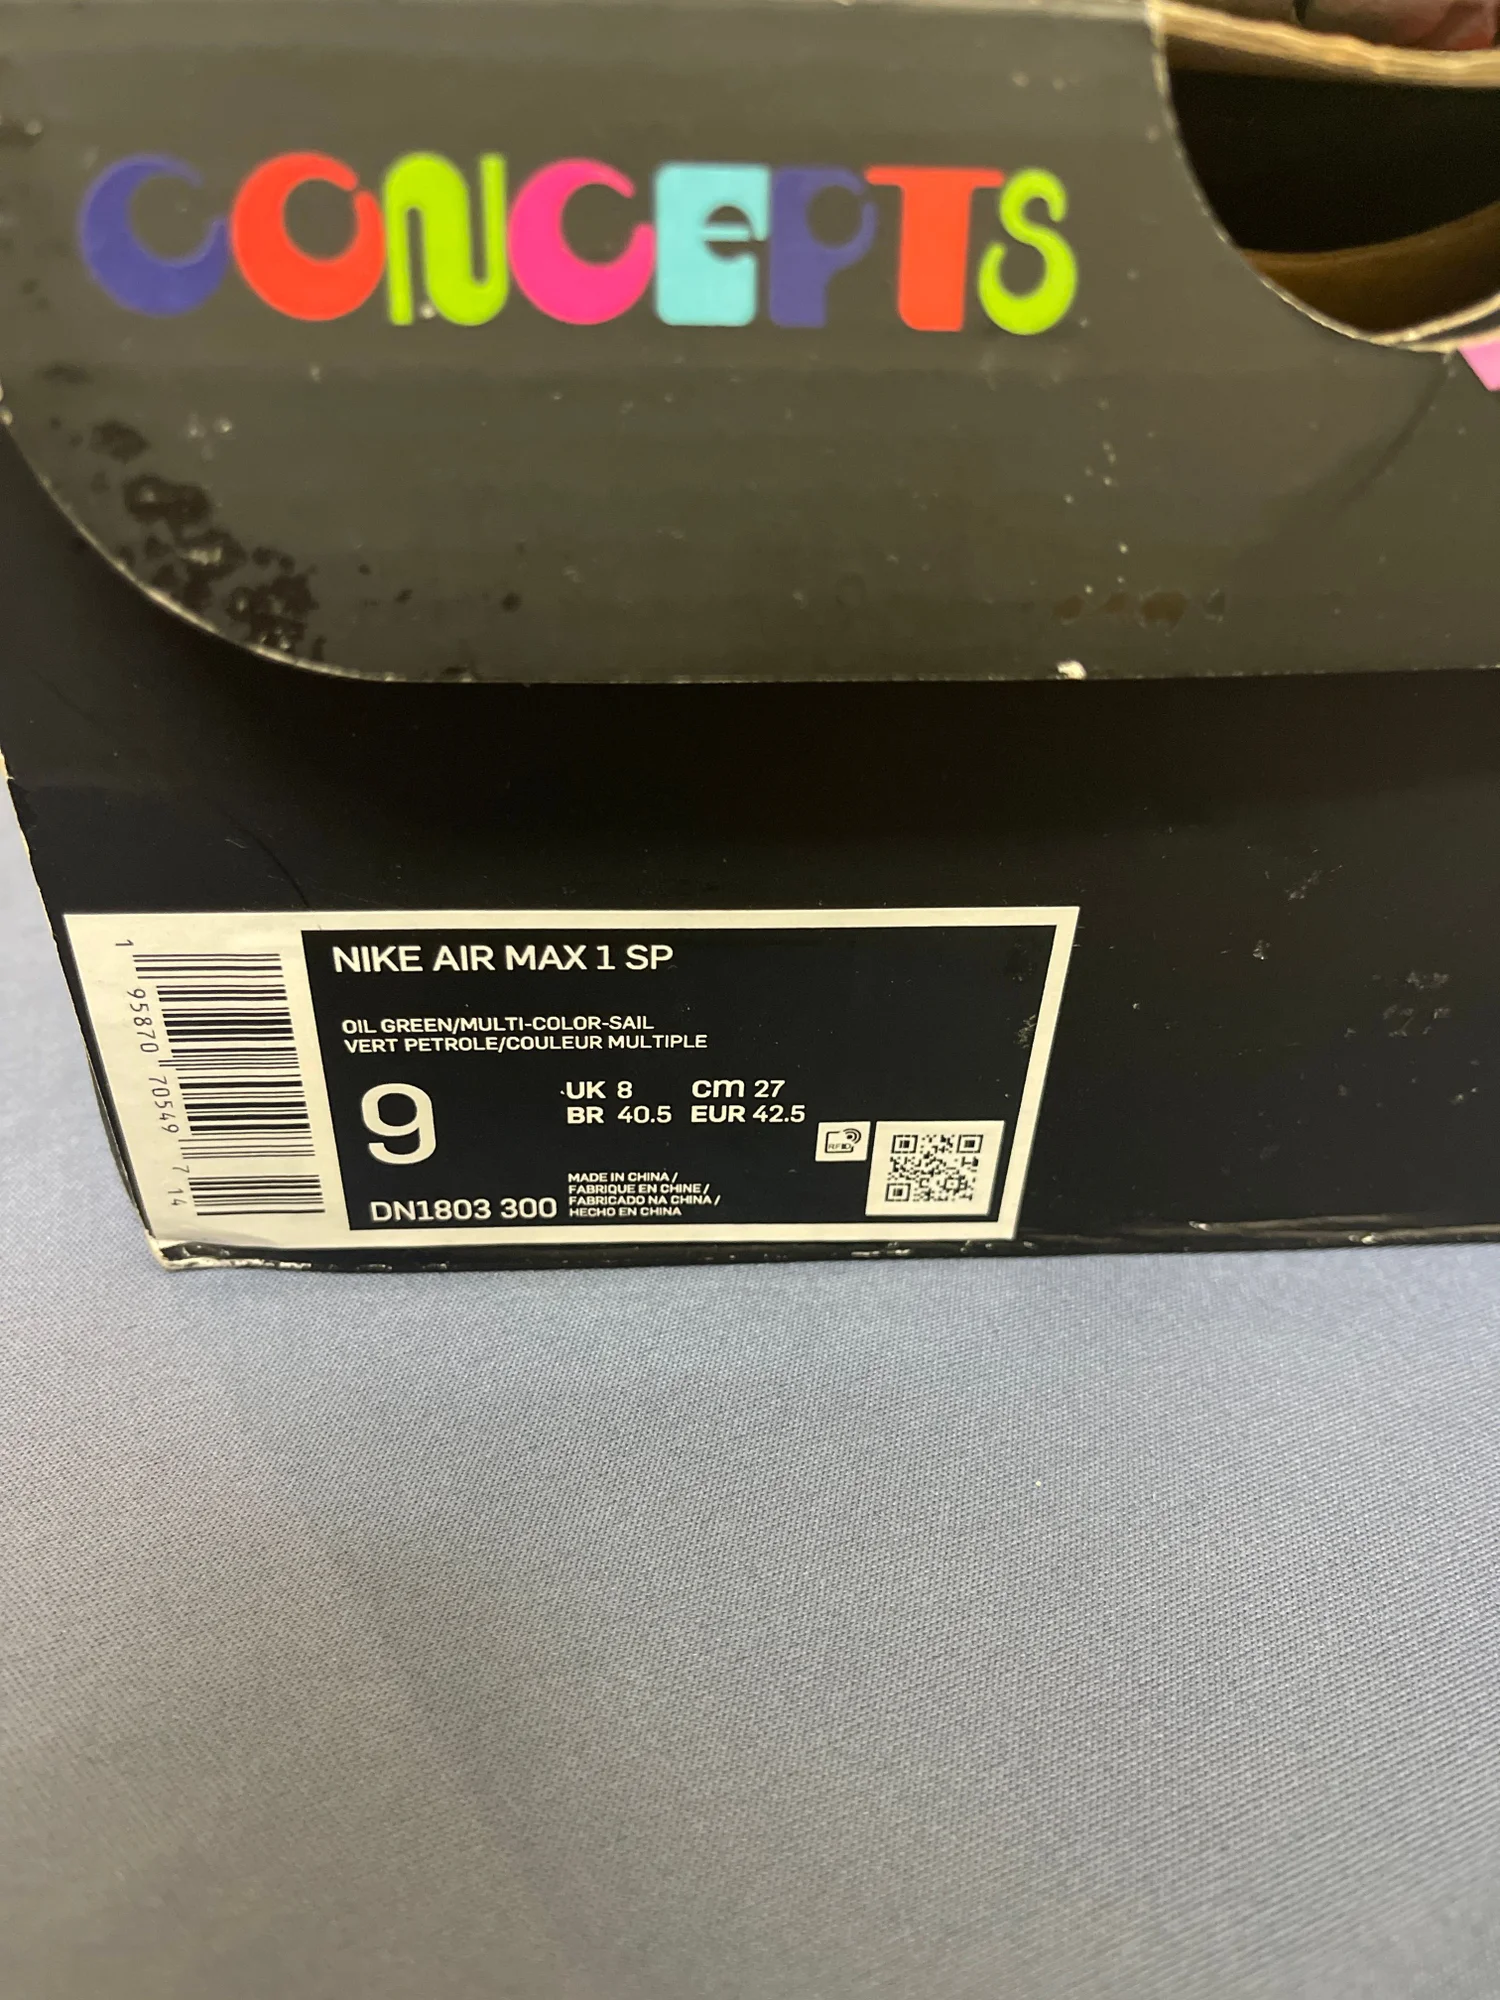 CONCEPTS
NIKE AIR MAX 1 SP
OIL GREEN/MULTI-COLOR-SAIL
VERT PETROLE/COULEUR MULTIPLE
9
UK 8 cm 27
BR 40.5 EUR 42.5
DN1803 300
MADE IN CHINA /
FABRIQUE EN CHINE /
FABRICADO NA CHINA /
HECHO EN CHINA
RFID
1 95870 70549 7 14